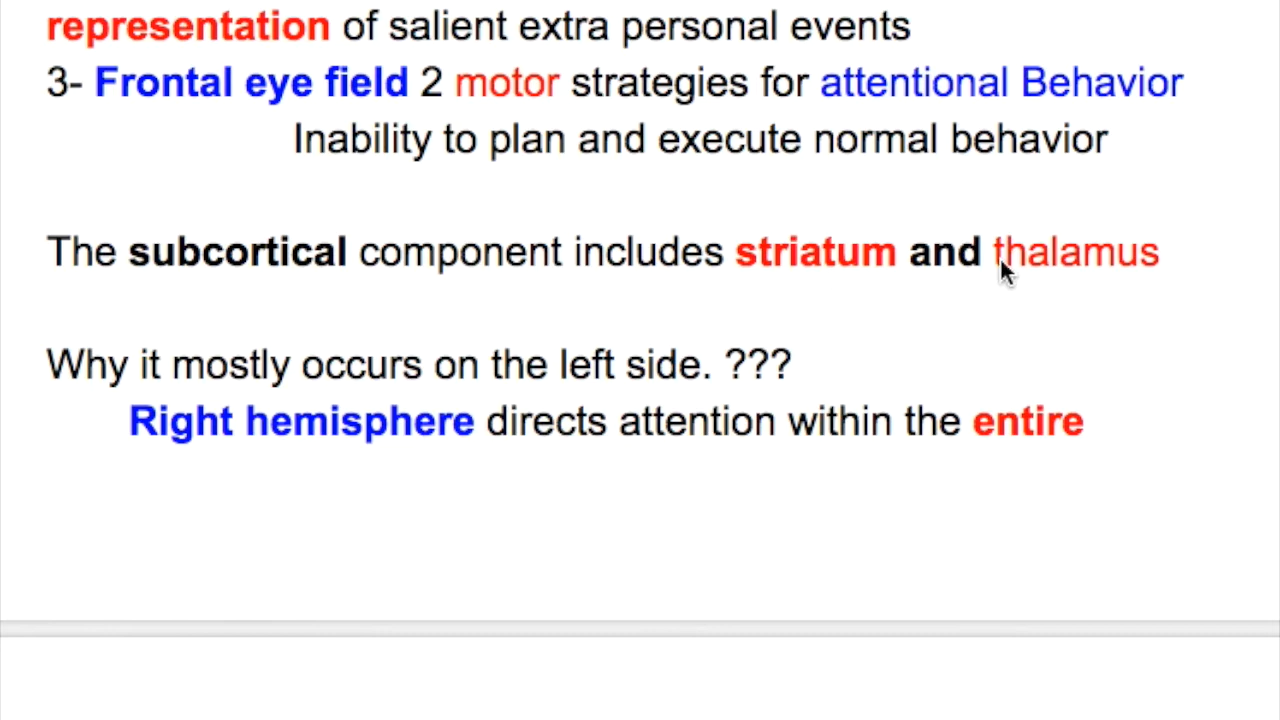 representation of salient extra personal events
3- Frontal eye field 2 motor strategies for attentional Behavior
Inability to plan and execute normal behavior
The subcortical component includes striatum and thalamus
Why it mostly occurs on the left side. ???
Right hemisphere directs attention within the entire